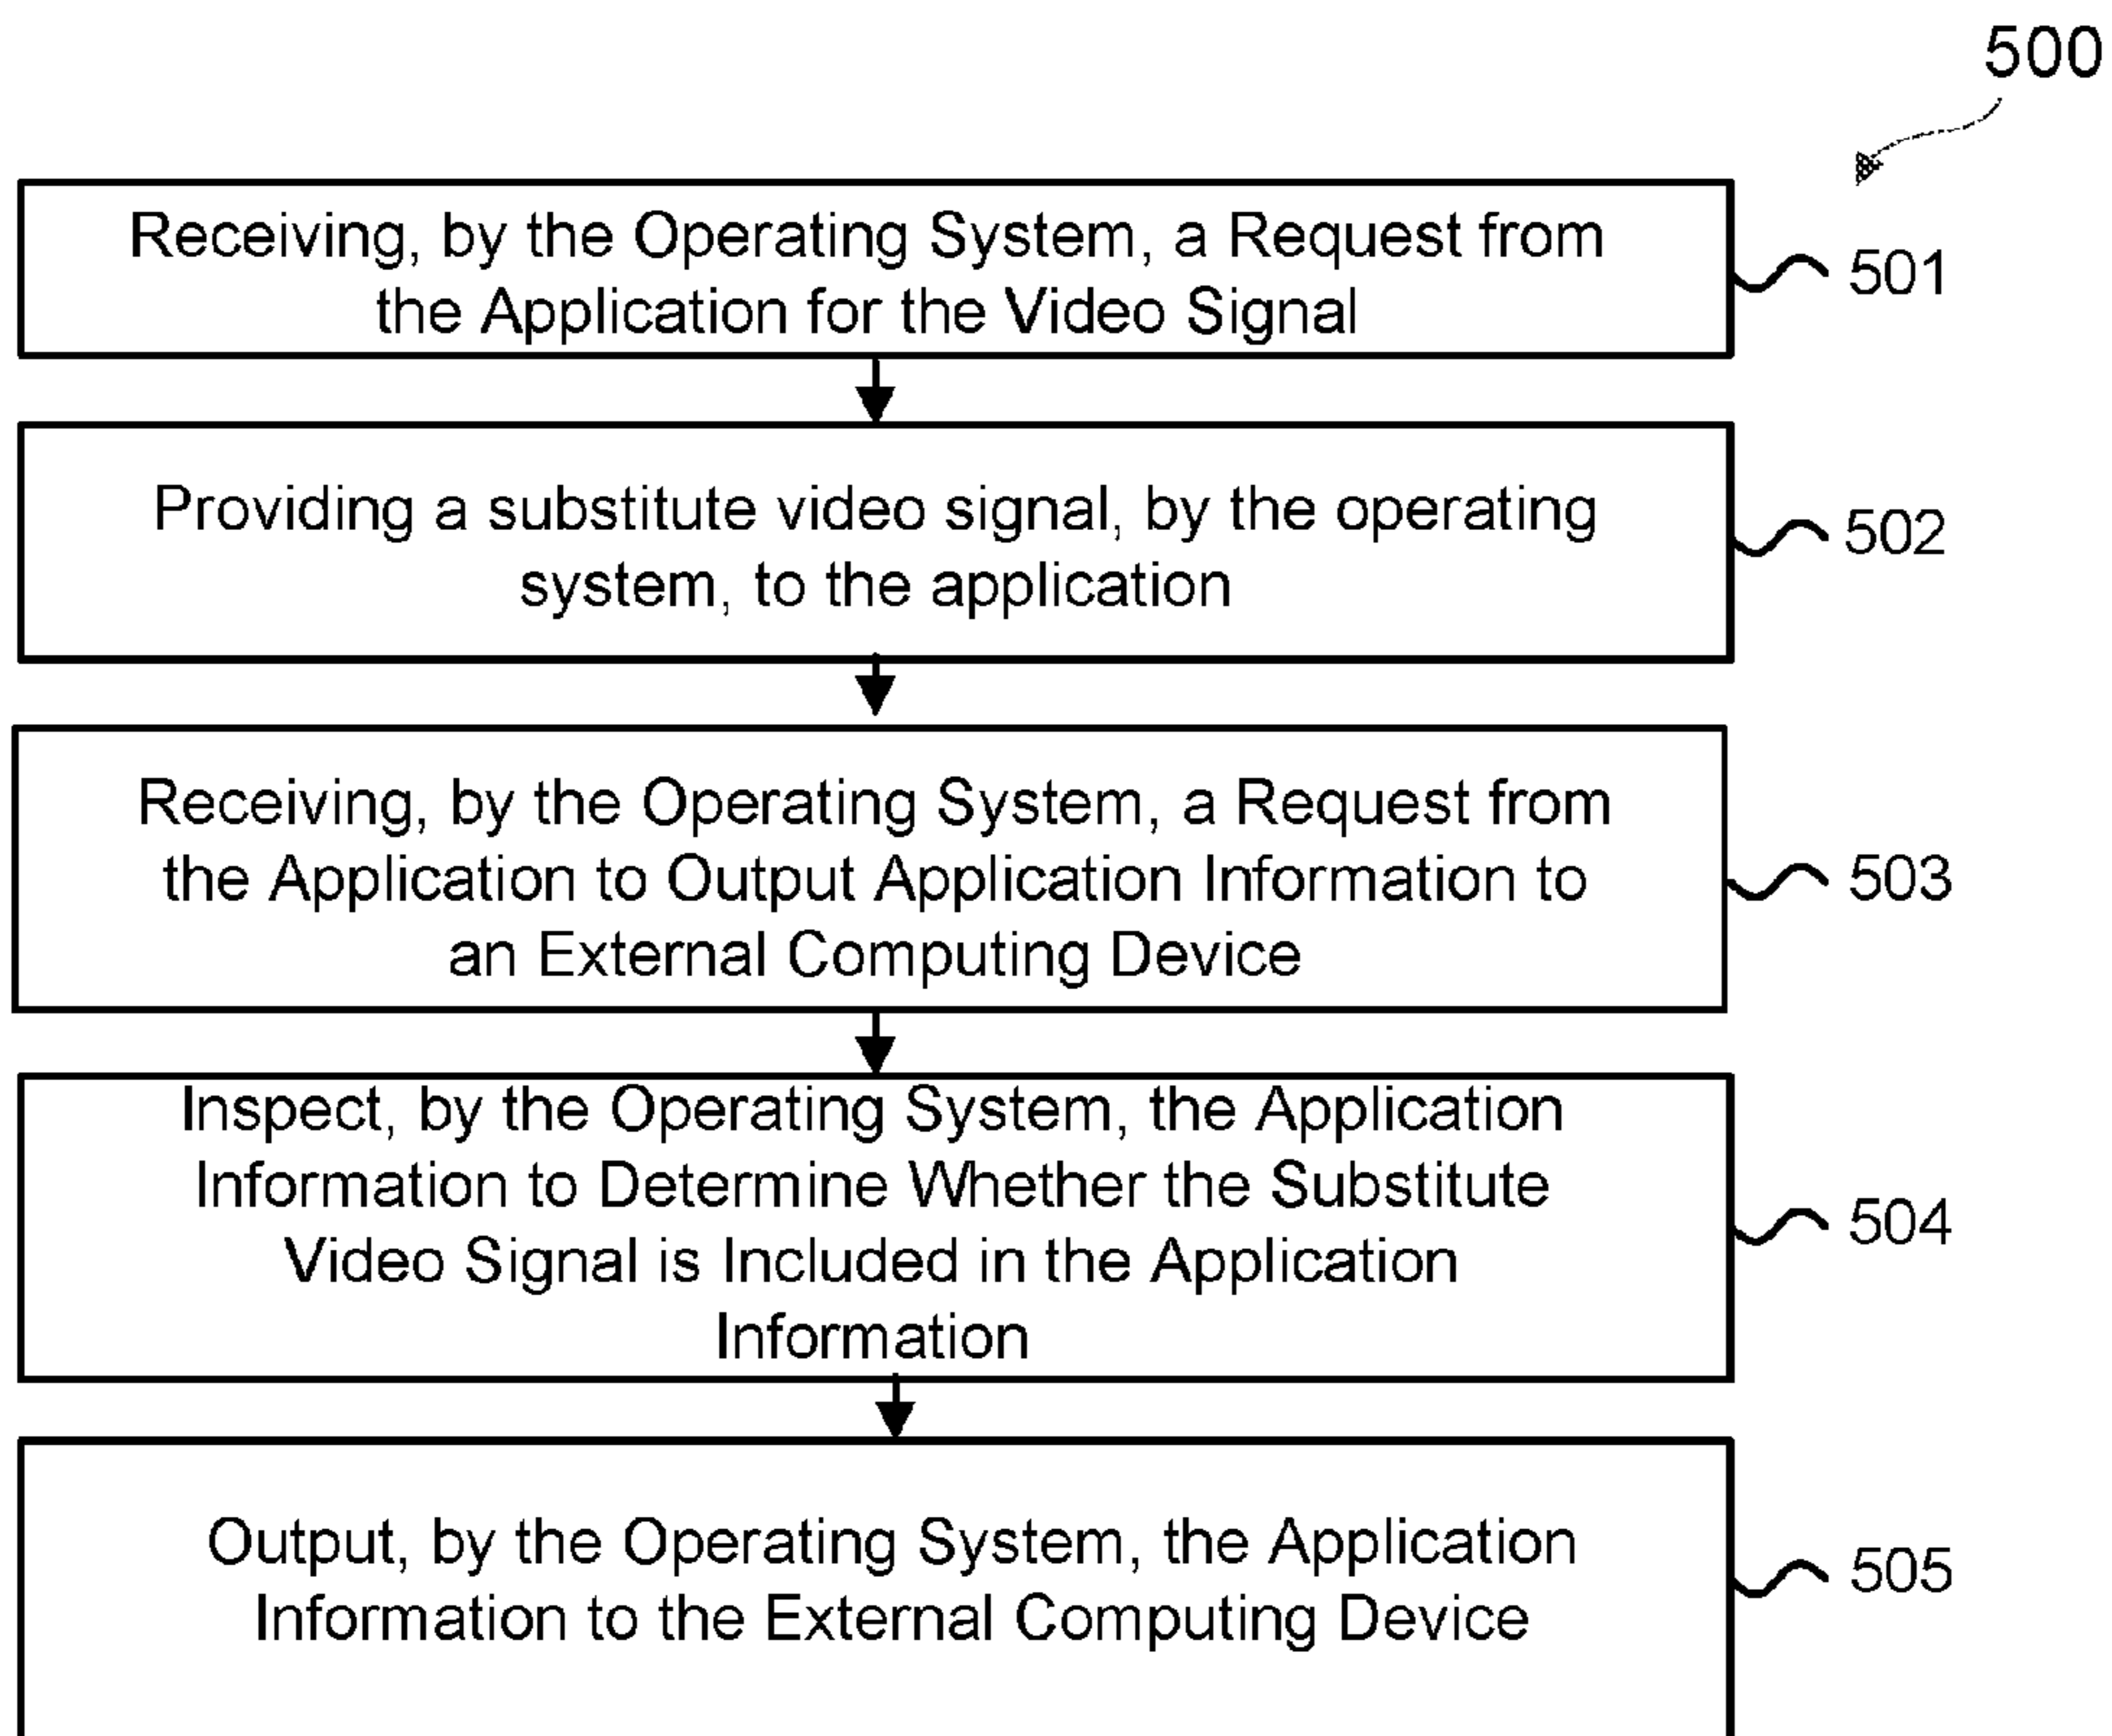 500
Receiving, by the Operating System, a Request from
the Application for the Video Signal
501
Providing a substitute video signal, by the operating
system, to the application
502
Receiving, by the Operating System, a Request from
the Application to Output Application Information to
an External Computing Device
503
Inspect, by the Operating System, the Application
Information to Determine Whether the Substitute
Video Signal is Included in the Application
Information
504
Output, by the Operating System, the Application
Information to the External Computing Device
505